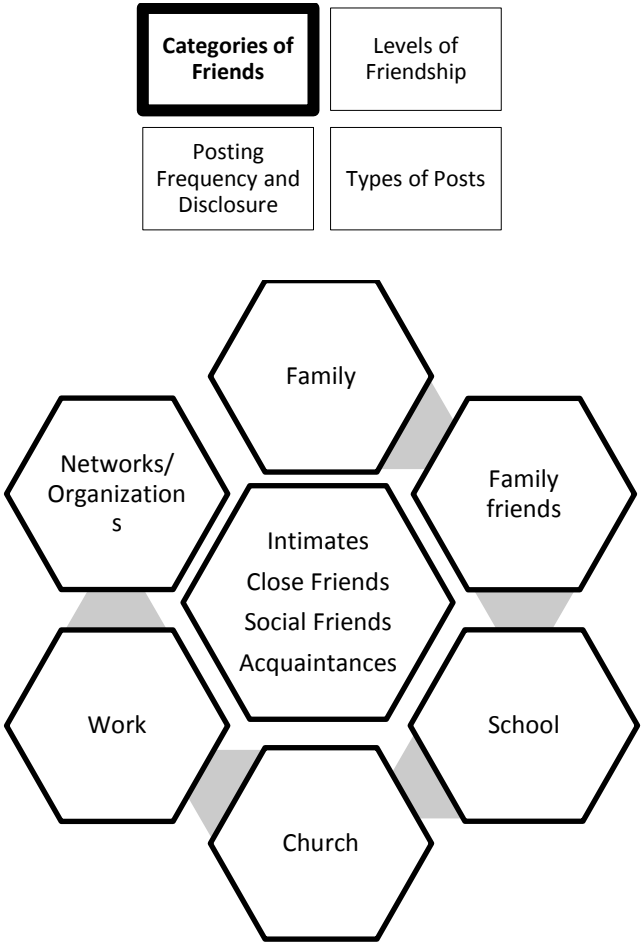 Categories of
Friends
Levels of
Friendship
Posting
Frequency and
Disclosure
Types of Posts
Family
Networks/
Organization
s
Family
friends
Intimates
Close Friends
Social Friends
Acquaintances
Work
School
Church